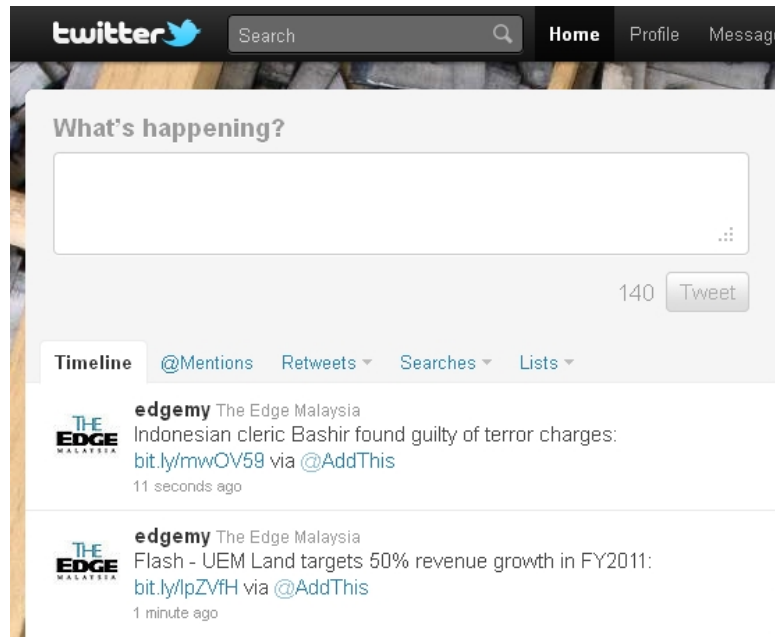 twitter Search Home Profile Messag
What's happening?
140 Tweet
Timeline @Mentions Retweets Searches Lists
THE EDGE MALAYSIA
edgemy The Edge Malaysia
Indonesian cleric Bashir found guilty of terror charges:
bit.ly/mwOV59 via @AddThis
11 seconds ago
THE EDGE MALAYSIA
edgemy The Edge Malaysia
Flash - UEM Land targets 50% revenue growth in FY2011:
bit.ly/lpZVfH via @AddThis
1 minute ago